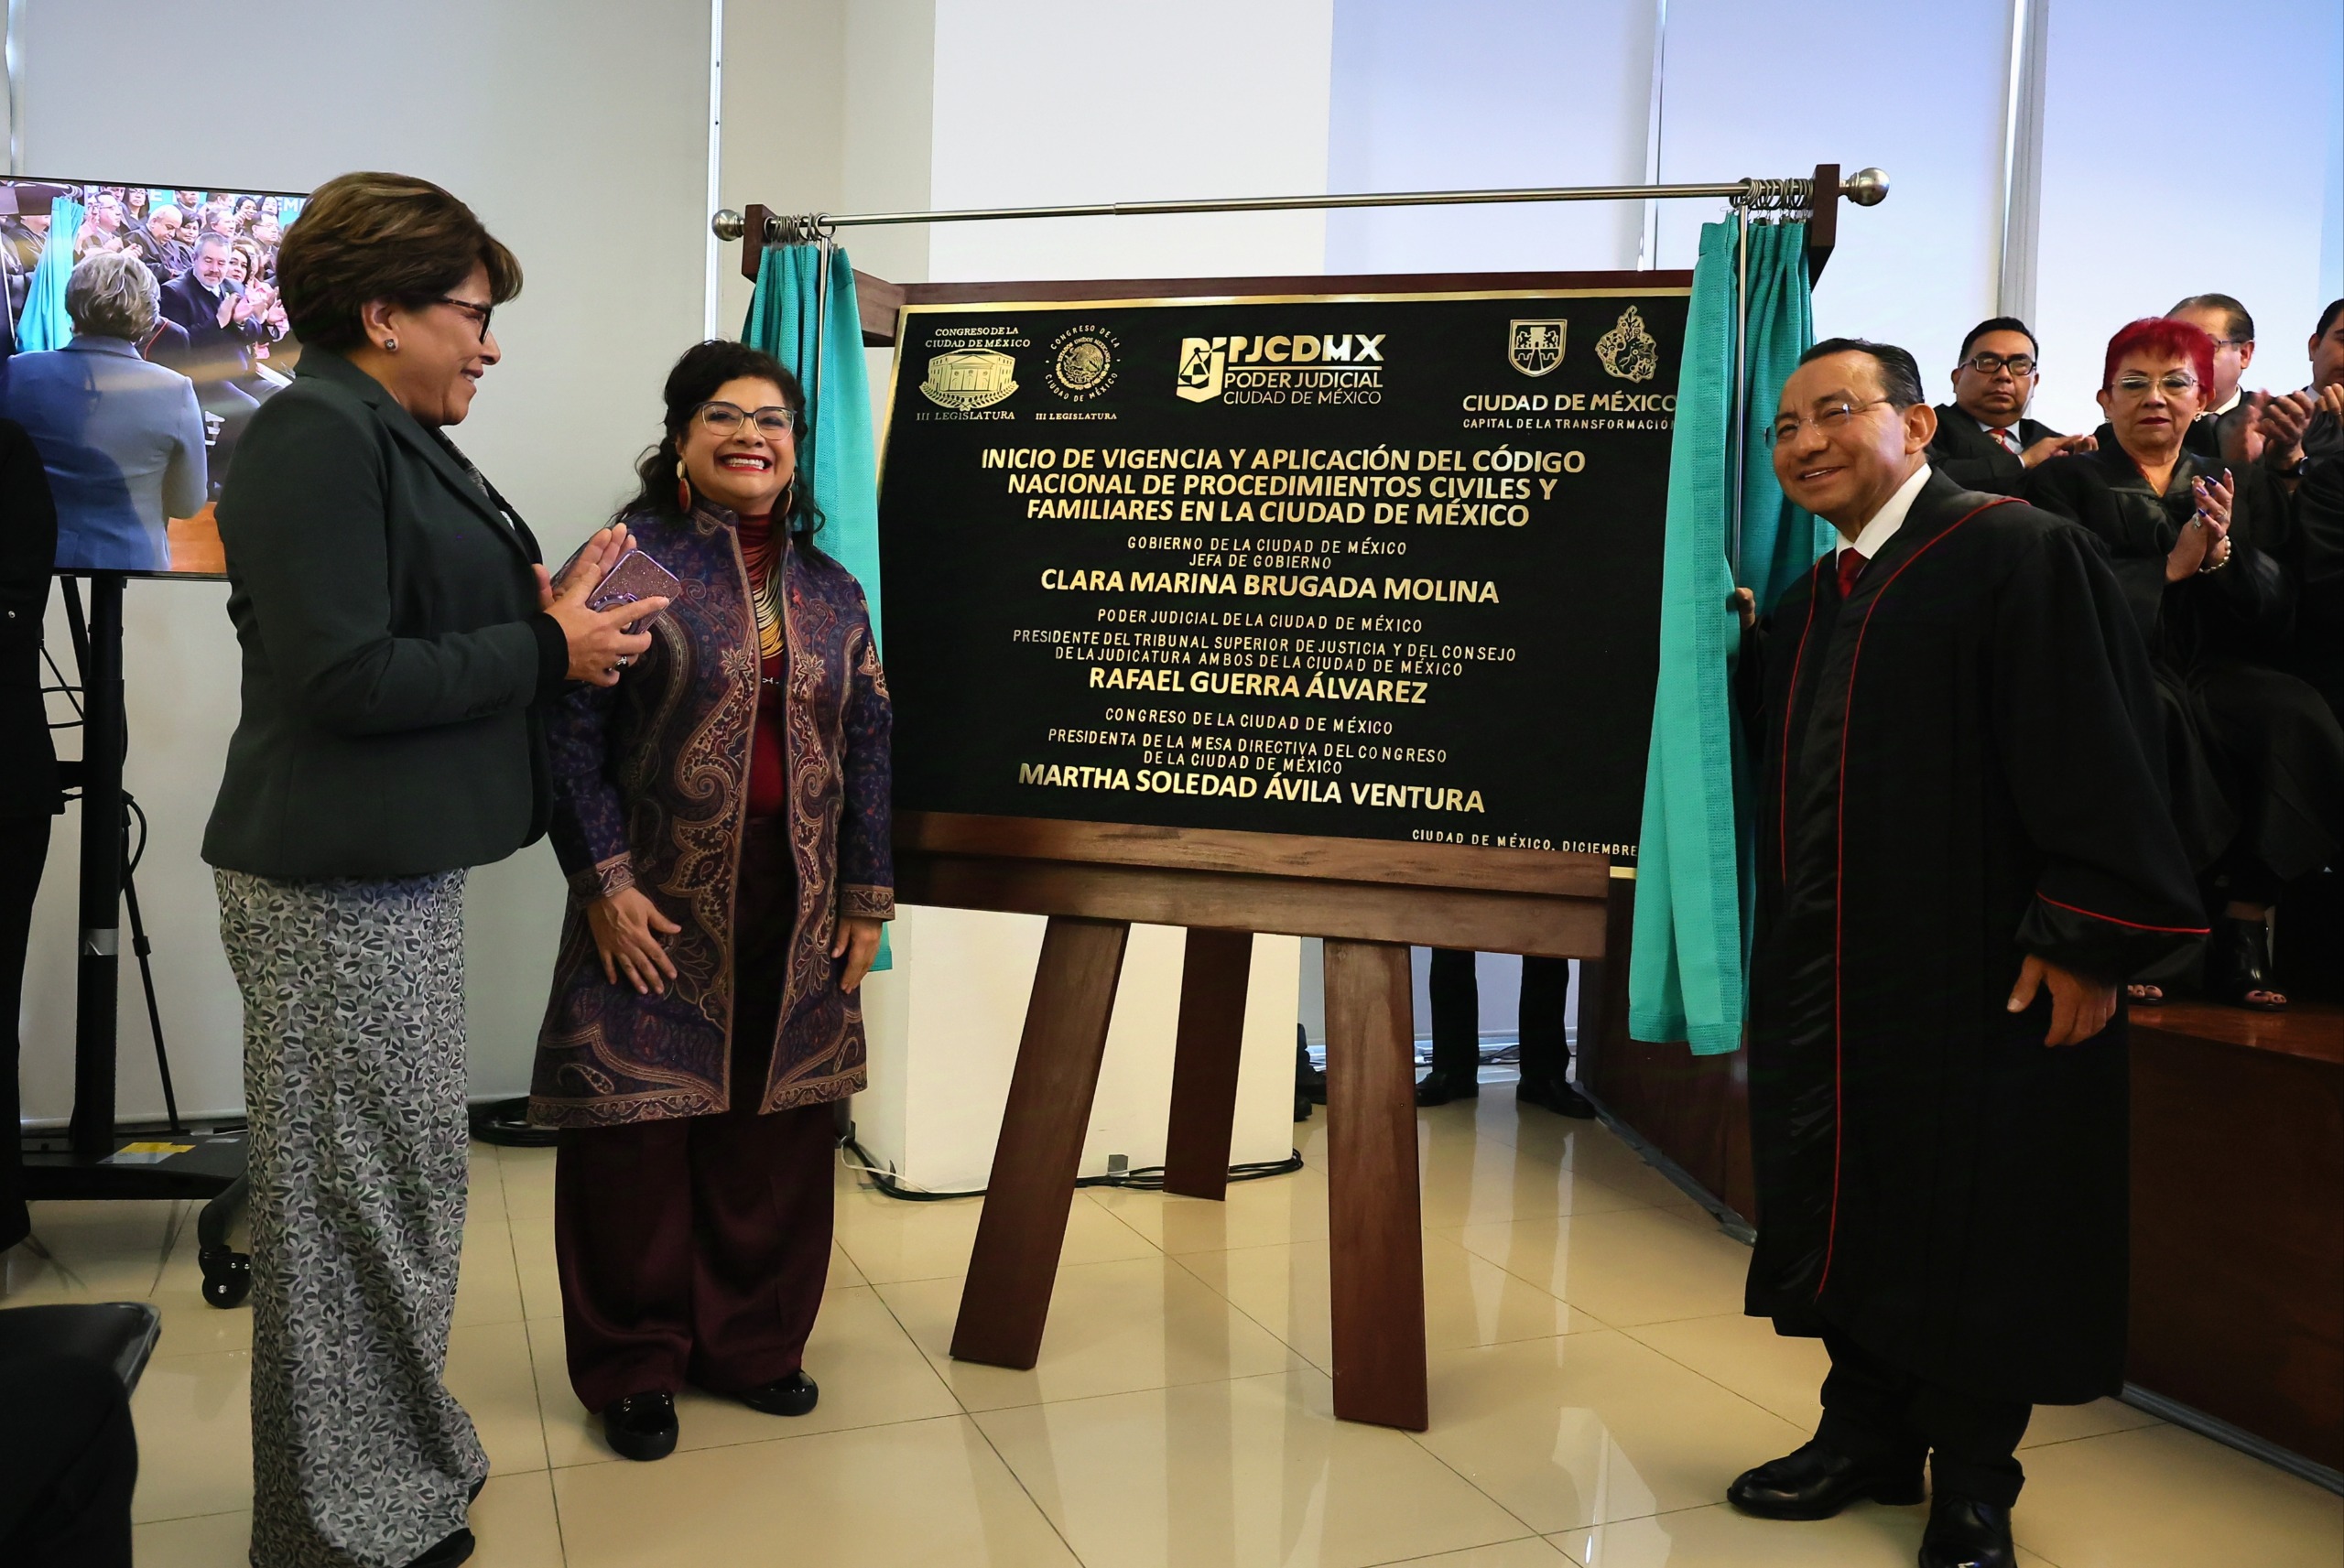 CONGRESO DE LA
CIUDAD DE MÉXICO
III LEGISLATURA
CONGRESO DE LA
ESTADOS UNIDOS MEXICANOS
CIUDAD DE MÉXICO
III LEGISLATURA
PJCDMX
PODER JUDICIAL
CIUDAD DE MÉXICO
CIUDAD DE MÉXICO
CAPITAL DE LA TRANSFORMACIÓN
INICIO DE VIGENCIA Y APLICACIÓN DEL CÓDIGO
NACIONAL DE PROCEDIMIENTOS CIVILES Y
FAMILIARES EN LA CIUDAD DE MÉXICO
GOBIERNO DE LA CIUDAD DE MÉXICO
JEFA DE GOBIERNO
CLARA MARINA BRUGADA MOLINA
PODER JUDICIAL DE LA CIUDAD DE MÉXICO
PRESIDENTE DEL TRIBUNAL SUPERIOR DE JUSTICIA Y DEL CONSEJO
DE LA JUDICATURA AMBOS DE LA CIUDAD DE MÉXICO
RAFAEL GUERRA ÁLVAREZ
CONGRESO DE LA CIUDAD DE MÉXICO
PRESIDENTA DE LA MESA DIRECTIVA DEL CONGRESO
DE LA CIUDAD DE MÉXICO
MARTHA SOLEDAD ÁVILA VENTURA
CIUDAD DE MÉXICO, DICIEMBRE